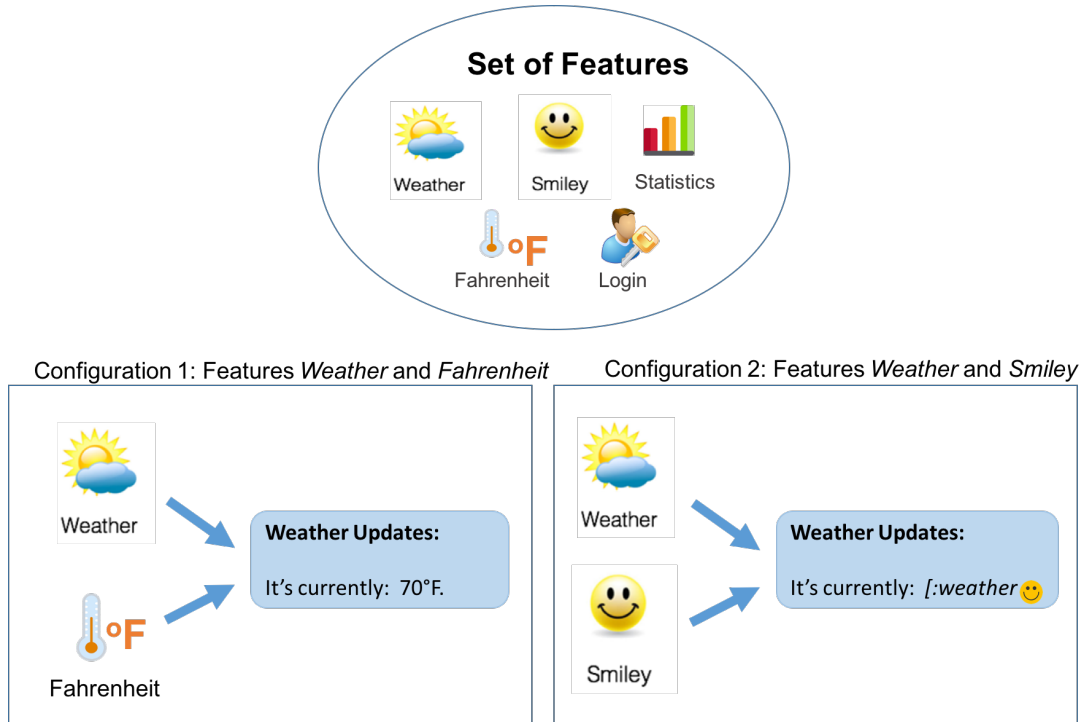 Set of Features
Weather
Smiley
Statistics
°F
Fahrenheit
Login
Configuration 1: Features Weather and Fahrenheit
Weather
Weather Updates:
It's currently: 70°F.
°F
Fahrenheit
Configuration 2: Features Weather and Smiley
Weather
Weather Updates:
It's currently: [:weather
Smiley